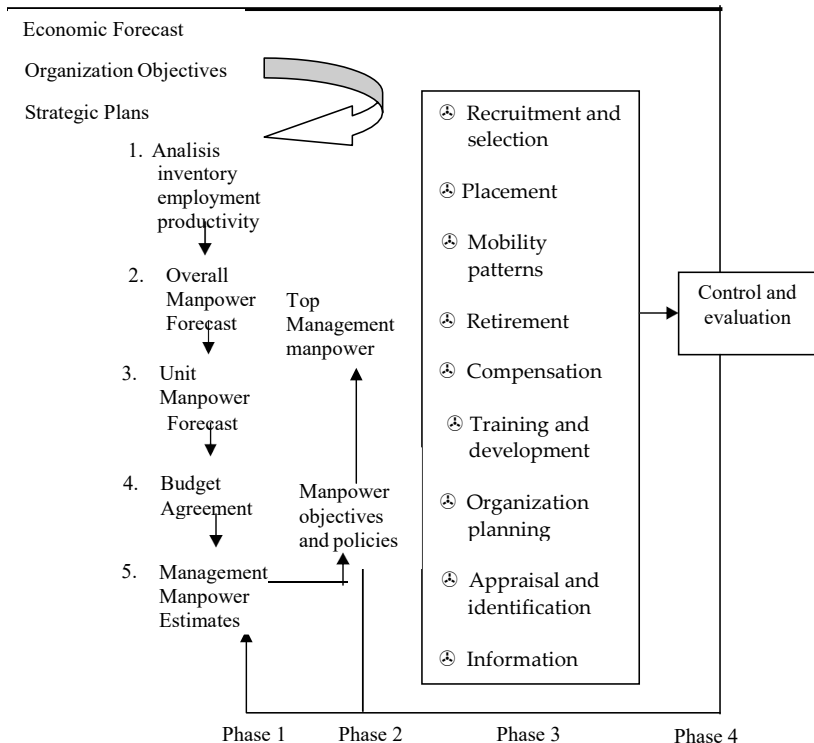 Economic Forecast
Organization Objectives
Strategic Plans
1. Analisis
inventory
employment
productivity
2. Overall
Manpower
Forecast
3. Unit
Manpower
Forecast
4. Budget
Agreement
5. Management
Manpower
Estimates
Top
Management
manpower
Manpower
objectives
and policies
Recruitment and
selection
Placement
Mobility
patterns
Retirement
Compensation
Training and
development
Organization
planning
Appraisal and
identification
Information
Control and
evaluation
Phase 1
Phase 2
Phase 3
Phase 4